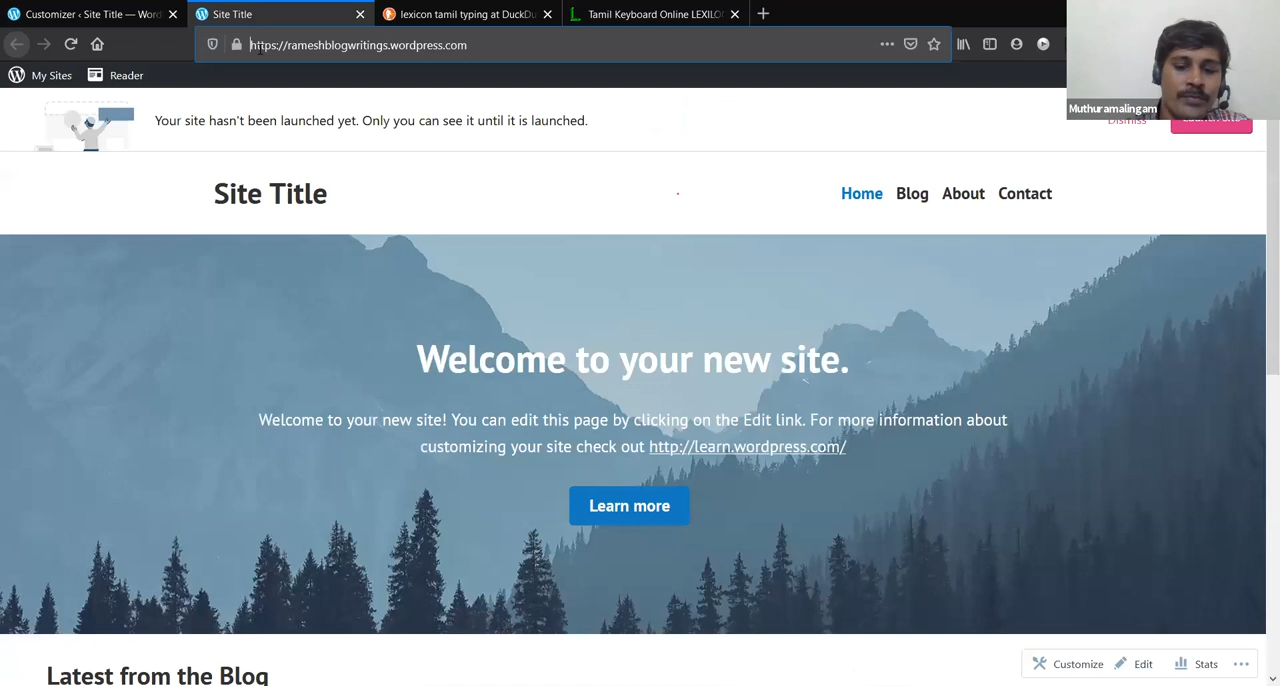 Customizer ‹ Site Title — Word
Site Title
lexicon tamil typing at DuckDu
Tamil Keyboard Online LEXILO
https://rameshblogwritings.wordpress.com
My Sites
Reader
Muthuramalingam
Your site hasn't been launched yet. Only you can see it until it is launched.
Dismiss
Site Title
Home
Blog
About
Contact
Welcome to your new site.
Welcome to your new site! You can edit this page by clicking on the Edit link. For more information about
customizing your site check out http://learn.wordpress.com/
Learn more
Latest from the Blog
Customize
Edit
Stats